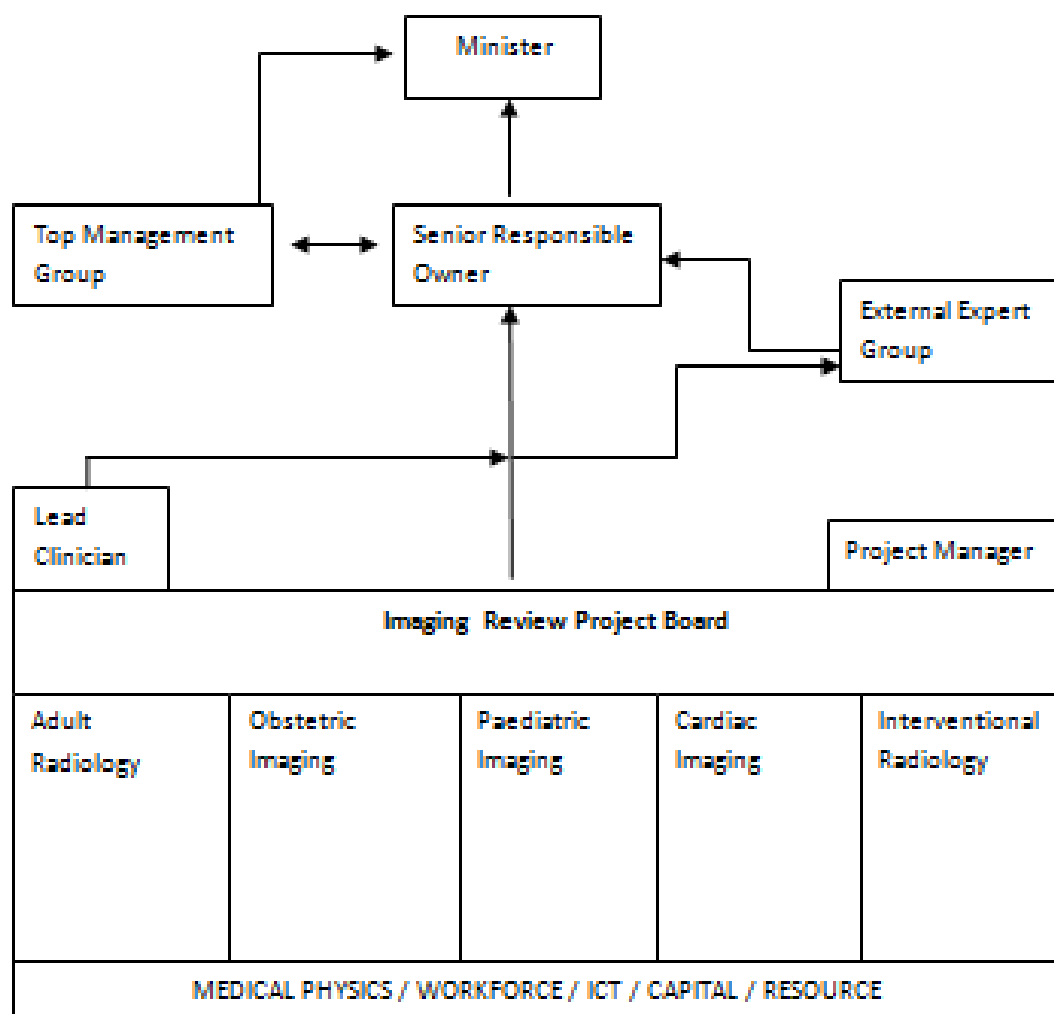 Minister
Top Management
Group
Senior Responsible
Owner
External Expert
Group
Lead
Clinician
Project Manager
Imaging Review Project Board
Adult
Radiology
Obstetric
Imaging
Paediatric
Imaging
Cardiac
Imaging
Interventional
Radiology
MEDICAL PHYSICS / WORKFORCE / ICT / CAPITAL / RESOURCE